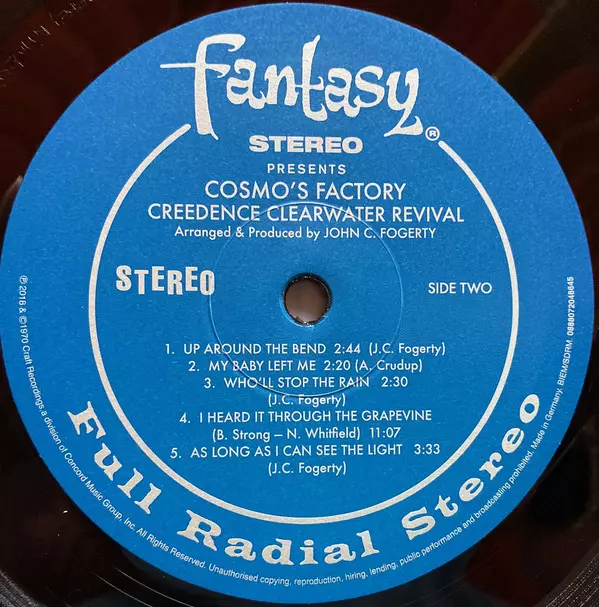 fantasy®
STEREO
PRESENTS
COSMO'S FACTORY
CREEDENCE CLEARWATER REVIVAL
Arranged & Produced by JOHN C. FOGERTY
STEREO
SIDE TWO
1. UP AROUND THE BEND 2:44 (J.C. Fogerty)
2. MY BABY LEFT ME 2:20 (A. Crudup)
3. WHO'LL STOP THE RAIN 2:30
(J.C. Fogerty)
4. I HEARD IT THROUGH THE GRAPEVINE
(B. Strong – N. Whitfield) 11:07
5. AS LONG AS I CAN SEE THE LIGHT 3:33
(J.C. Fogerty)
Full Radial Stereo
℗ 2018 & ©1970 Craft Recordings, a division of Concord Music Group, Inc. All Rights Reserved. Unauthorised copying, reproduction, hiring, lending, public performance and broadcasting prohibited. Made in Germany. BIEM/SDRM. 0888072048645